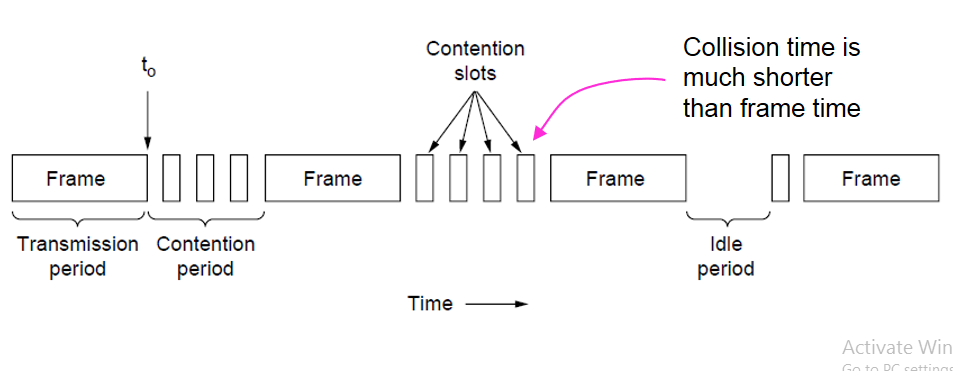 Contention
slots
Collision time is
much shorter
than frame time
t₀
Frame
Frame
Frame
Frame
Transmission
period
Contention
period
Idle
period
Time
Activate Win
Go to PC settings